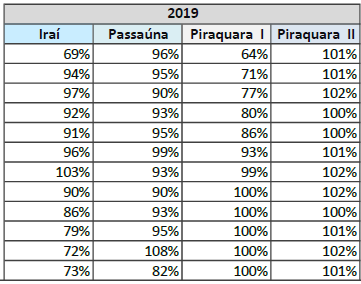 2019
Iraí Passaúna Piraquara I Piraquara II
69% 96% 64% 101%
94% 95% 71% 101%
97% 90% 77% 102%
92% 93% 80% 100%
91% 95% 86% 100%
96% 99% 93% 101%
103% 93% 99% 102%
90% 90% 100% 102%
86% 93% 100% 100%
79% 95% 100% 101%
72% 108% 100% 102%
73% 82% 100% 101%